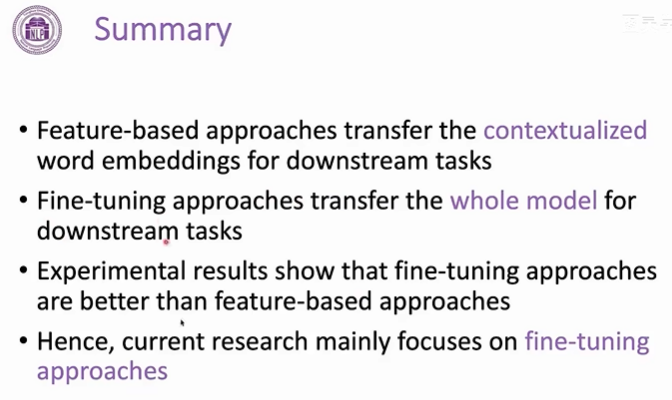 NLP
Summary
• Feature-based approaches transfer the contextualized
word embeddings for downstream tasks
• Fine-tuning approaches transfer the whole model for
downstream tasks
• Experimental results show that fine-tuning approaches
are better than feature-based approaches
• Hence, current research mainly focuses on fine-tuning
approaches